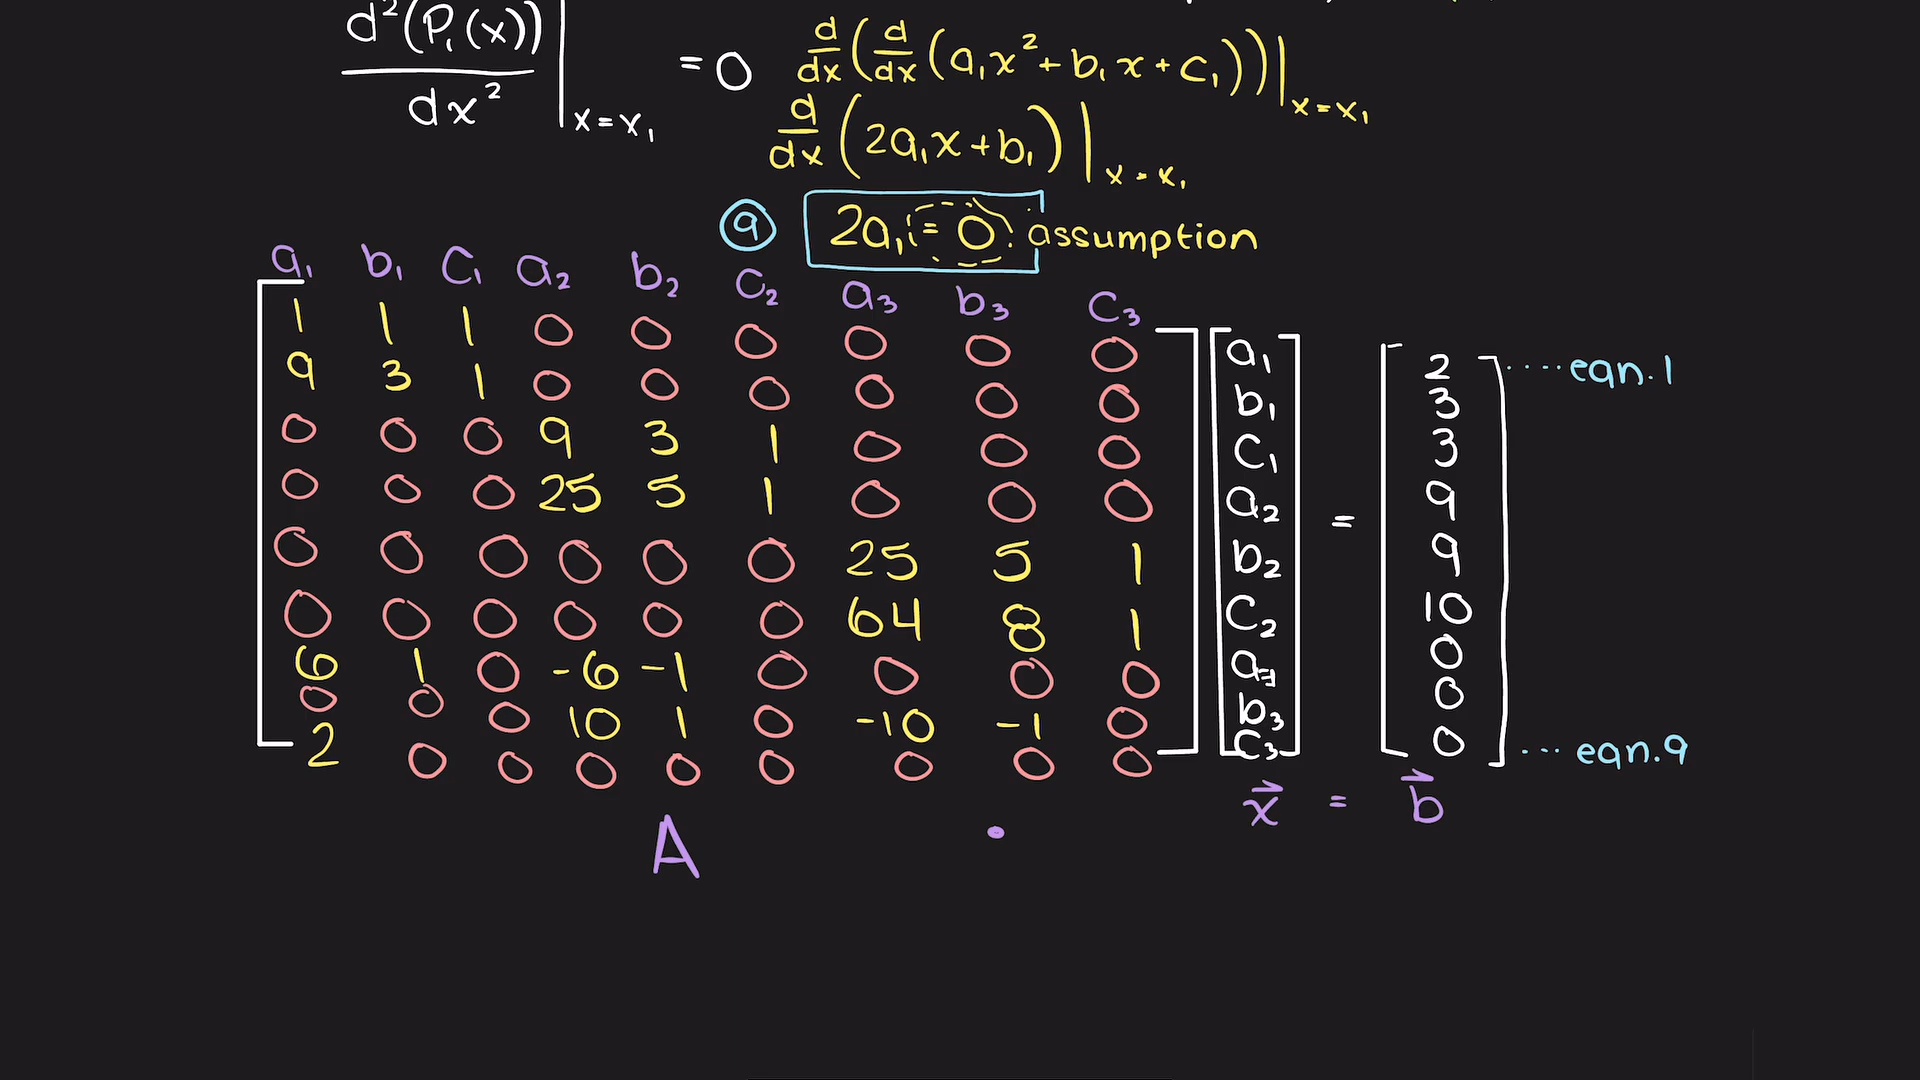 d²(P₁(x))
dx² |ₓ₌ₓ₁ = 0
d/dx(d/dx(a₁x² + b₁x + c₁))|x=x₁
d/dx(2a₁x + b₁)|x=x₁
⑨ 2a₁ = 0 : assumption
a₁ b₁ c₁ a₂ b₂ c₂ a₃ b₃ c₃
1 1 1 0 0 0 0 0 0 a₁ 2 ....eqn.1
9 3 1 0 0 0 0 0 0 b₁ 3
0 0 0 9 3 1 0 0 0 c₁ 3
0 0 0 25 5 1 0 0 0 a₂ = 9
0 0 0 0 0 0 25 5 1 b₂ 9
0 0 0 0 0 0 64 8 1 c₂ 10
6 1 0 -6 -1 0 0 0 0 a₃ 0
0 0 0 10 1 0 -10 -1 0 b₃ 0
2 0 0 0 0 0 0 0 0 c₃ 0 ... eqn.9
A · x⃗ = b⃗